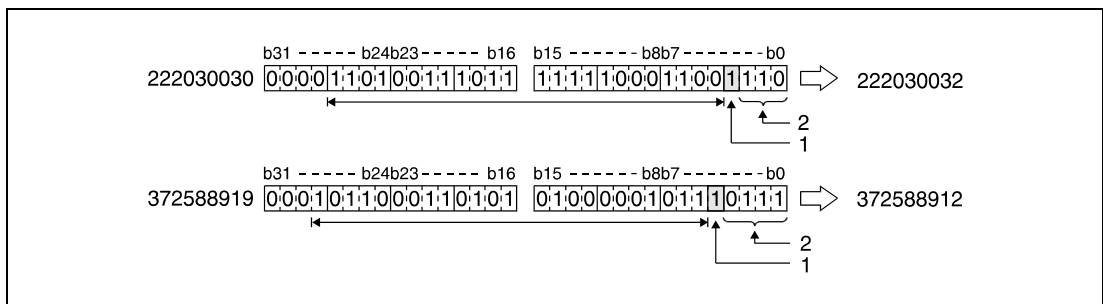 b31 ------ b24b23------ b16 b15 ------- b8b7-------b0
222030030 0000110100111011 1111100011001110 222030032
2
1
b31 ------ b24b23------ b16 b15 ------- b8b7-------b0
372588919 0001011000110101 0100000101110111 372588912
2
1